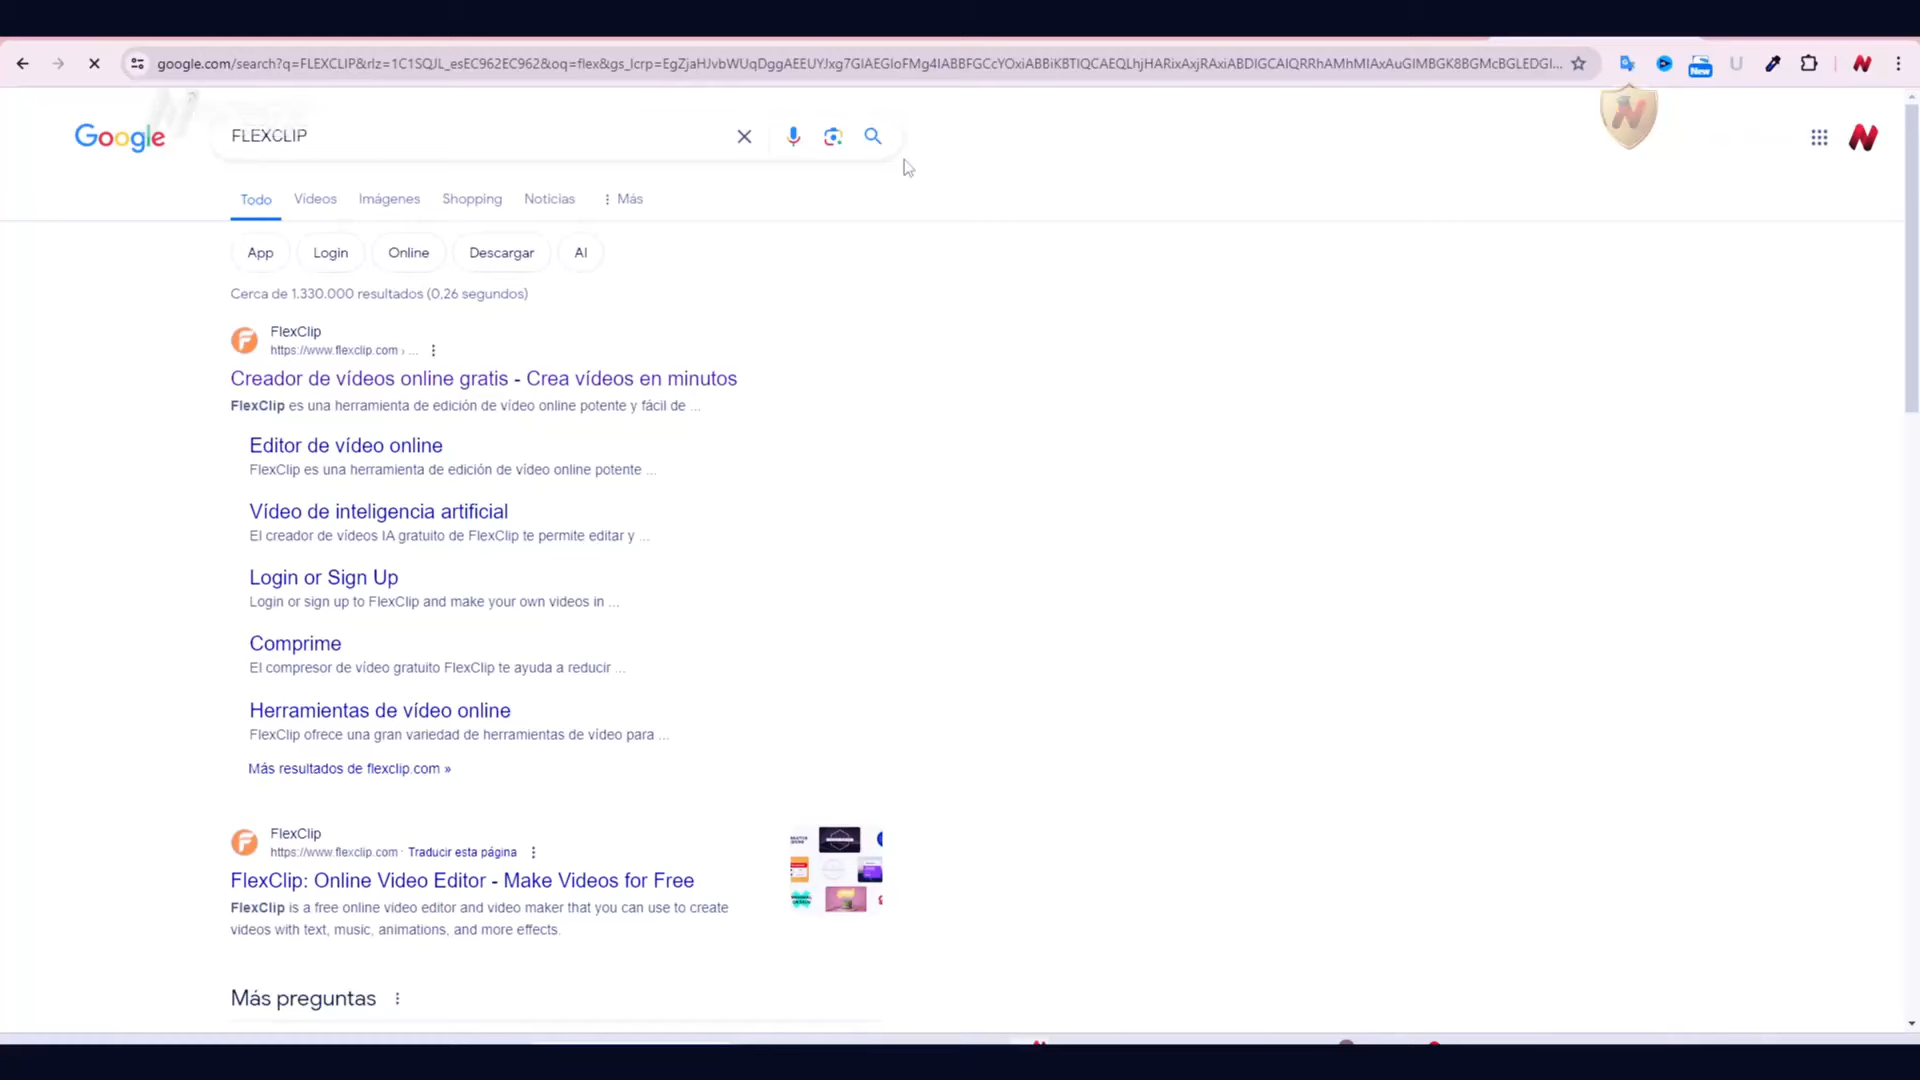 google.com/search?q=FLEXCLIP&rlz=1C1SQJL_esEC962EC962&oq=flex&gs_lcrp=
New
Google
FLEXCLIP
Todo Vídeos Imágenes Shopping Noticias Más
App Login Online Descargar AI
Cerca de 1.330.000 resultados (0,26 segundos)
FlexClip
https://www.flexclip.com › ...
Creador de vídeos online gratis - Crea vídeos en minutos
FlexClip es una herramienta de edición de vídeo online potente y fácil de ...
Editor de vídeo online
FlexClip es una herramienta de edición de vídeo online potente ...
Vídeo de inteligencia artificial
El creador de vídeos IA gratuito de FlexClip te permite editar y ...
Login or Sign Up
Login or sign up to FlexClip and make your own videos in ...
Comprime
El compresor de vídeo gratuito FlexClip te ayuda a reducir ...
Herramientas de vídeo online
FlexClip ofrece una gran variedad de herramientas de vídeo para ...
Más resultados de flexclip.com »
FlexClip
https://www.flexclip.com · Traducir esta página
FlexClip: Online Video Editor - Make Videos for Free
FlexClip is a free online video editor and video maker that you can use to create
videos with text, music, animations, and more effects.
Más preguntas